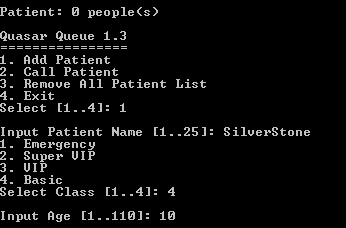 Patient: 0 people(s)
Quasar Queue 1.3
================
1. Add Patient
2. Call Patient
3. Remove All Patient List
4. Exit
Select [1..4]: 1
Input Patient Name [1..25]: SilverStone
1. Emergency
2. Super VIP
3. VIP
4. Basic
Select Class [1..4]: 4
Input Age [1..110]: 10